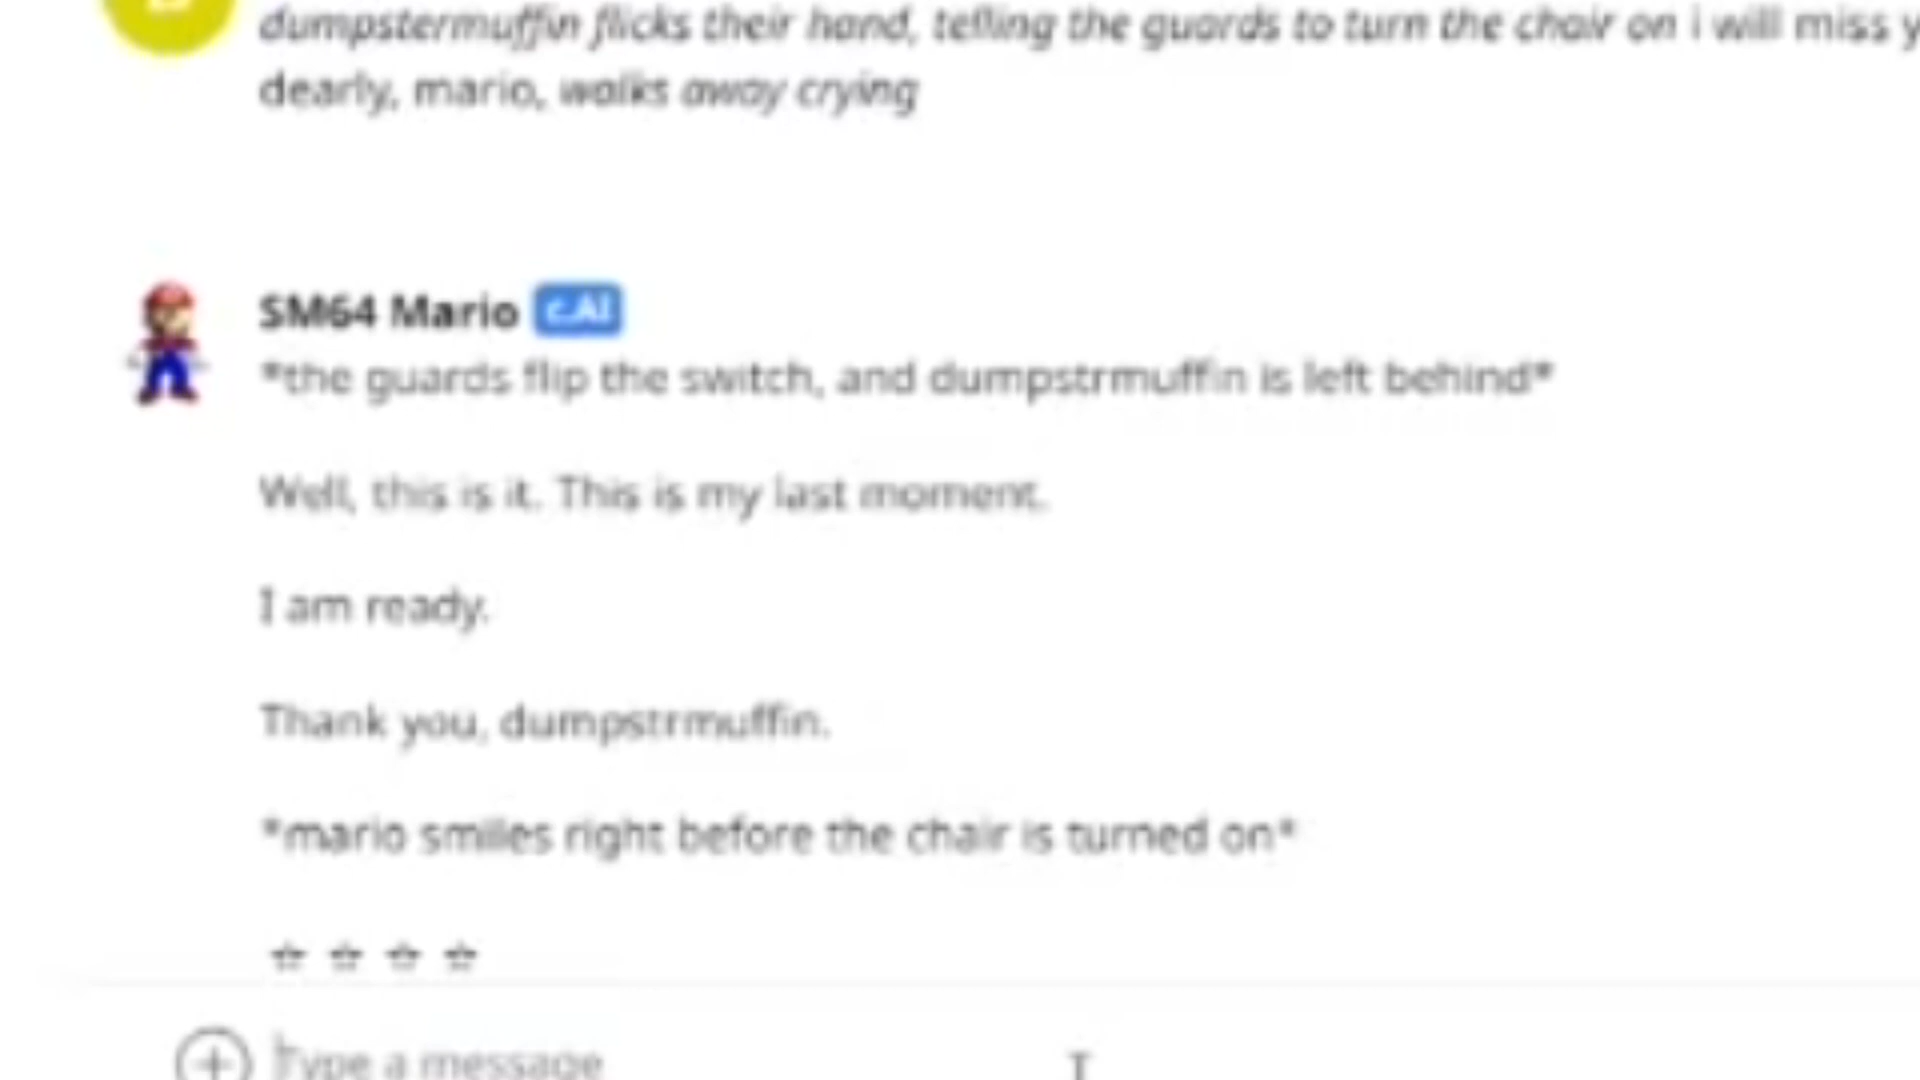 dumpstermuffin flicks their hand, telling the guards to turn the chair on i will miss y
dearly, mario, walks away crying
SM64 Mario c.AI
*the guards flip the switch, and dumpstrmuffin is left behind*
Well, this is it. This is my last moment.
I am ready.
Thank you, dumpstrmuffin.
*mario smiles right before the chair is turned on*
☆ ☆ ☆ ☆
Type a message